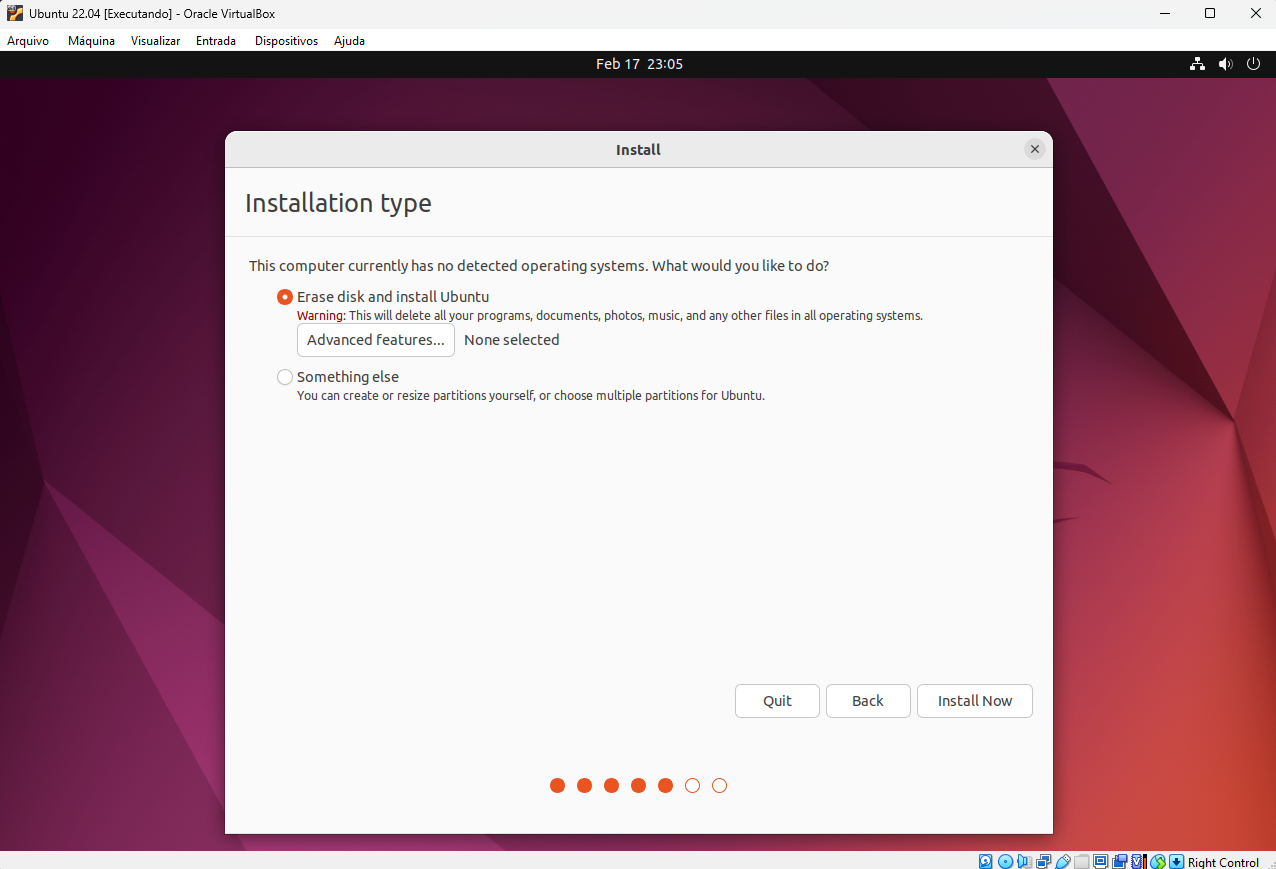 Ubuntu 22.04 [Executando] - Oracle VirtualBox
Arquivo Máquina Visualizar Entrada Dispositivos Ajuda
Feb 17 23:05
Install
Installation type
This computer currently has no detected operating systems. What would you like to do?
Erase disk and install Ubuntu
Warning: This will delete all your programs, documents, photos, music, and any other files in all operating systems.
Advanced features... None selected
Something else
You can create or resize partitions yourself, or choose multiple partitions for Ubuntu.
Quit Back Install Now
Right Control